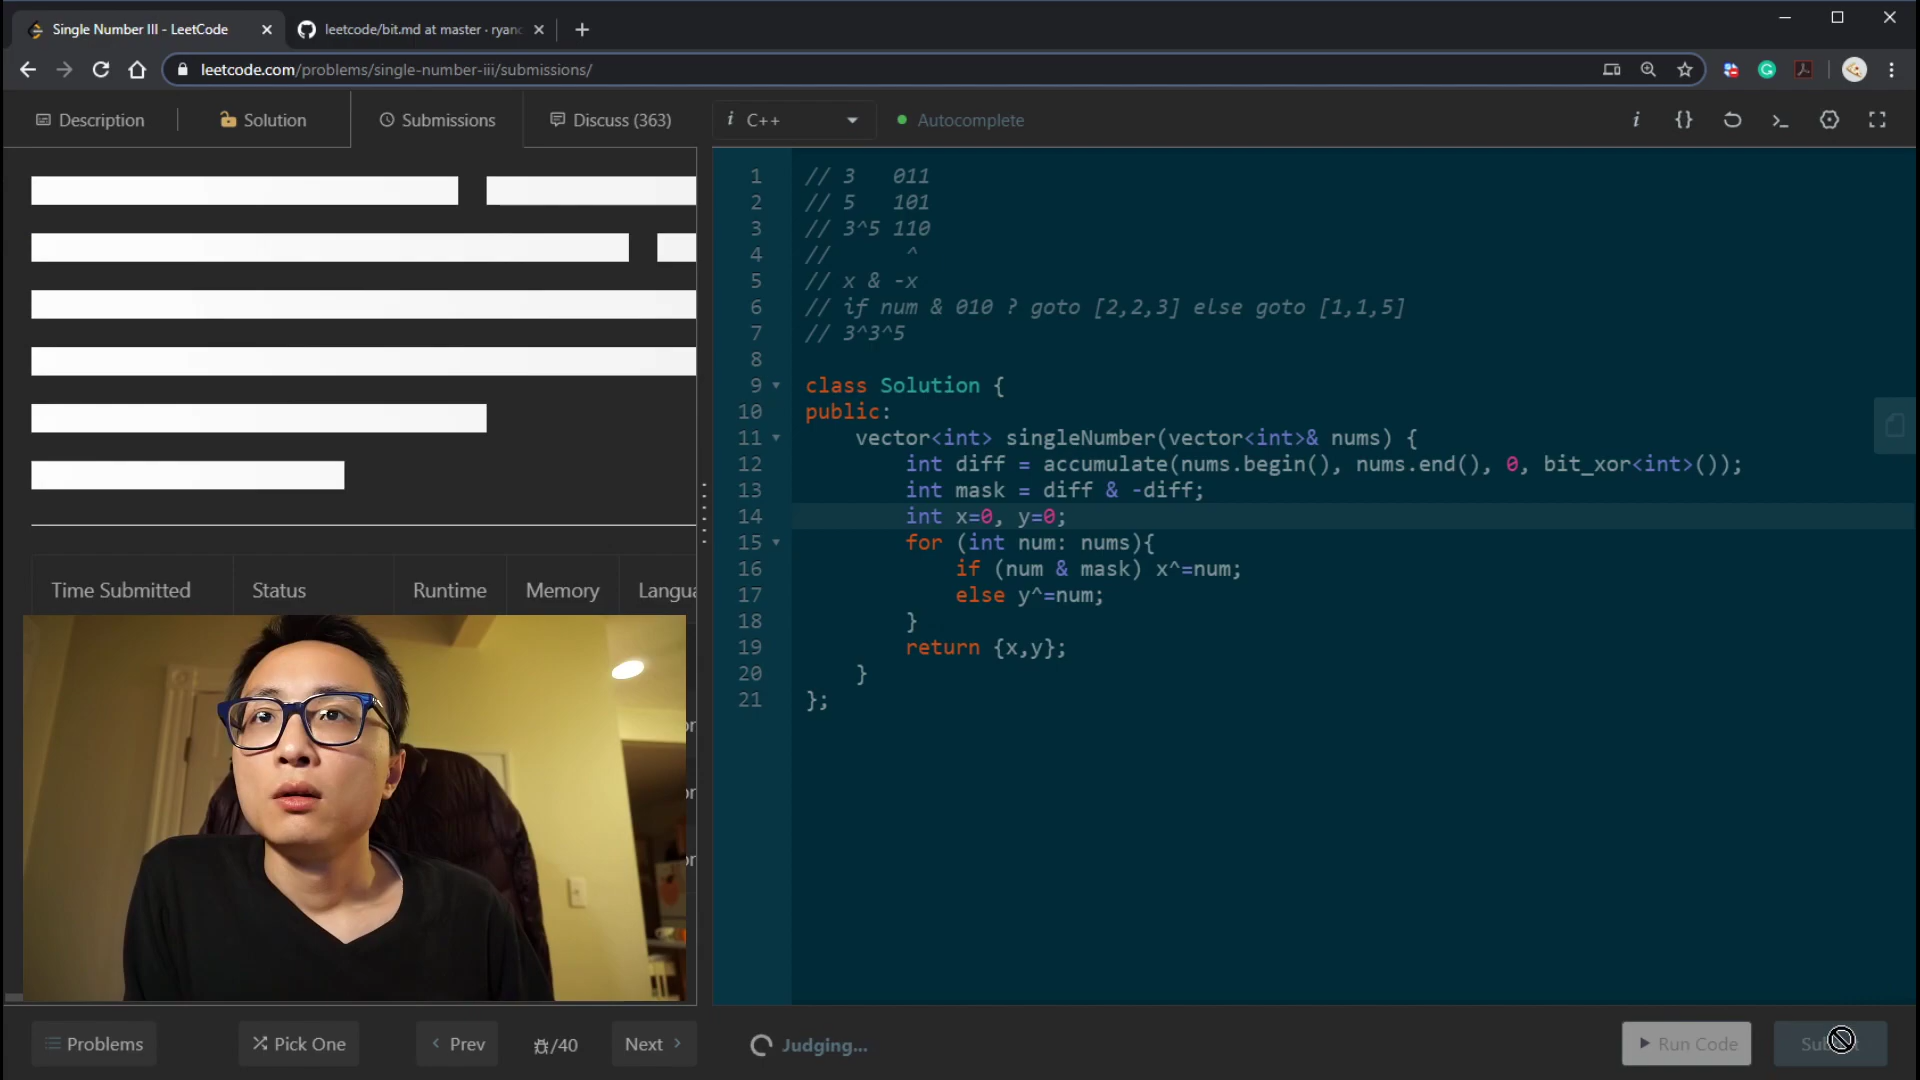 Single Number III - LeetCode
leetcode/bit.md at master · ryanc
leetcode.com/problems/single-number-iii/submissions/
Description
Solution
Submissions
Discuss (363)
i C++
Autocomplete
1 // 3 011
2 // 5 101
3 // 3^5 110
4 // ^
5 // x & -x
6 // if num & 010 ? goto [2,2,3] else goto [1,1,5]
7 // 3^3^5
8
9 class Solution {
10 public:
11 vector<int> singleNumber(vector<int>& nums) {
12 int diff = accumulate(nums.begin(), nums.end(), 0, bit_xor<int>());
13 int mask = diff & -diff;
14 int x=0, y=0;
15 for (int num: nums){
16 if (num & mask) x^=num;
17 else y^=num;
18 }
19 return {x,y};
20 }
21 };
Time Submitted Status Runtime Memory Langua
Problems
Pick One
Prev
/40
Next
Judging...
Run Code